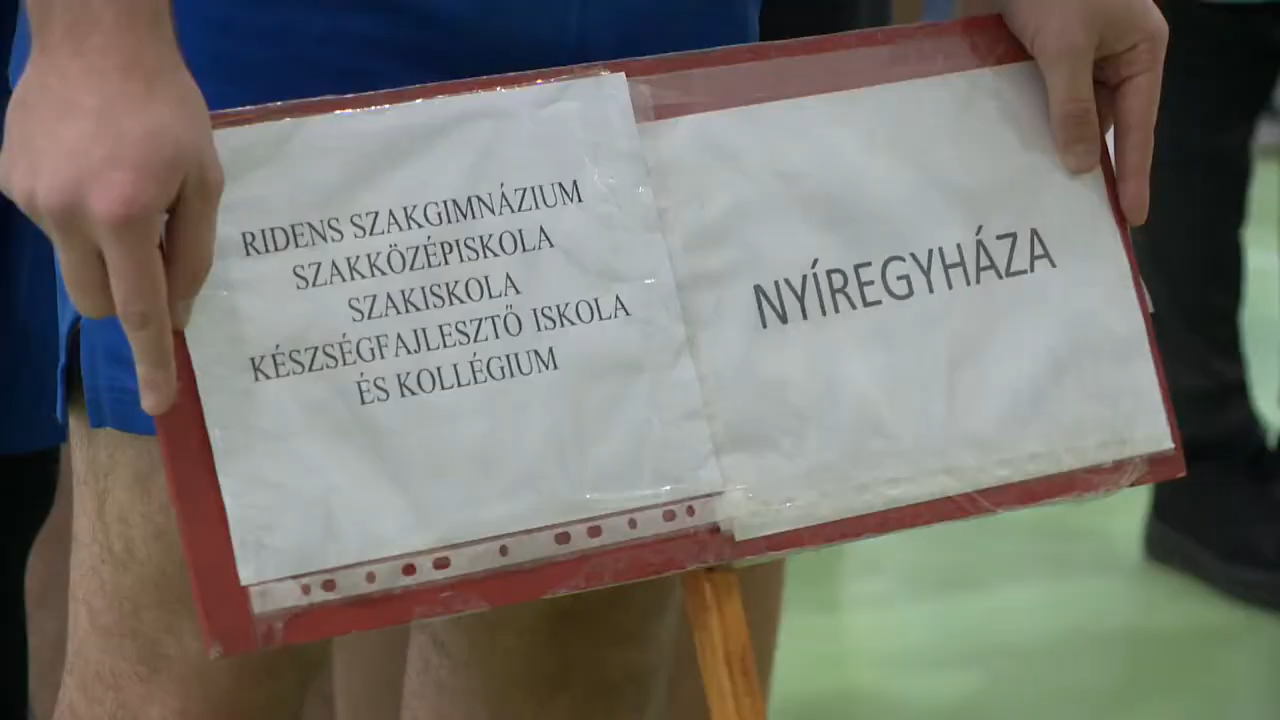 RIDENS SZAKGIMNÁZIUM
SZAKKÖZÉPISKOLA
SZAKISKOLA
KÉSZSÉGFAJLESZTŐ ISKOLA
ÉS KOLLÉGIUM
NYÍREGYHÁZA